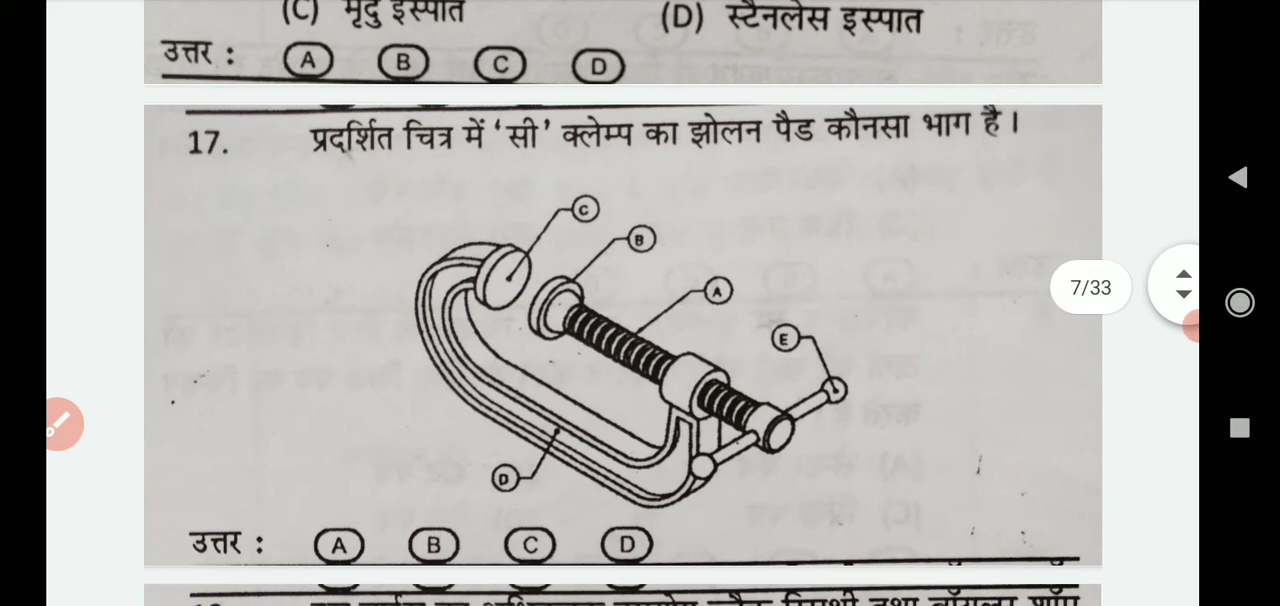 (C) मृदु इस्पात (D) स्टैनलेस इस्पात
उत्तर : A B C D
17. प्रदर्शित चित्र में ‘सी’ क्लेम्प का झोलन पैड कौनसा भाग है।
C
B
A
E
7/33
D
उत्तर : A B C D